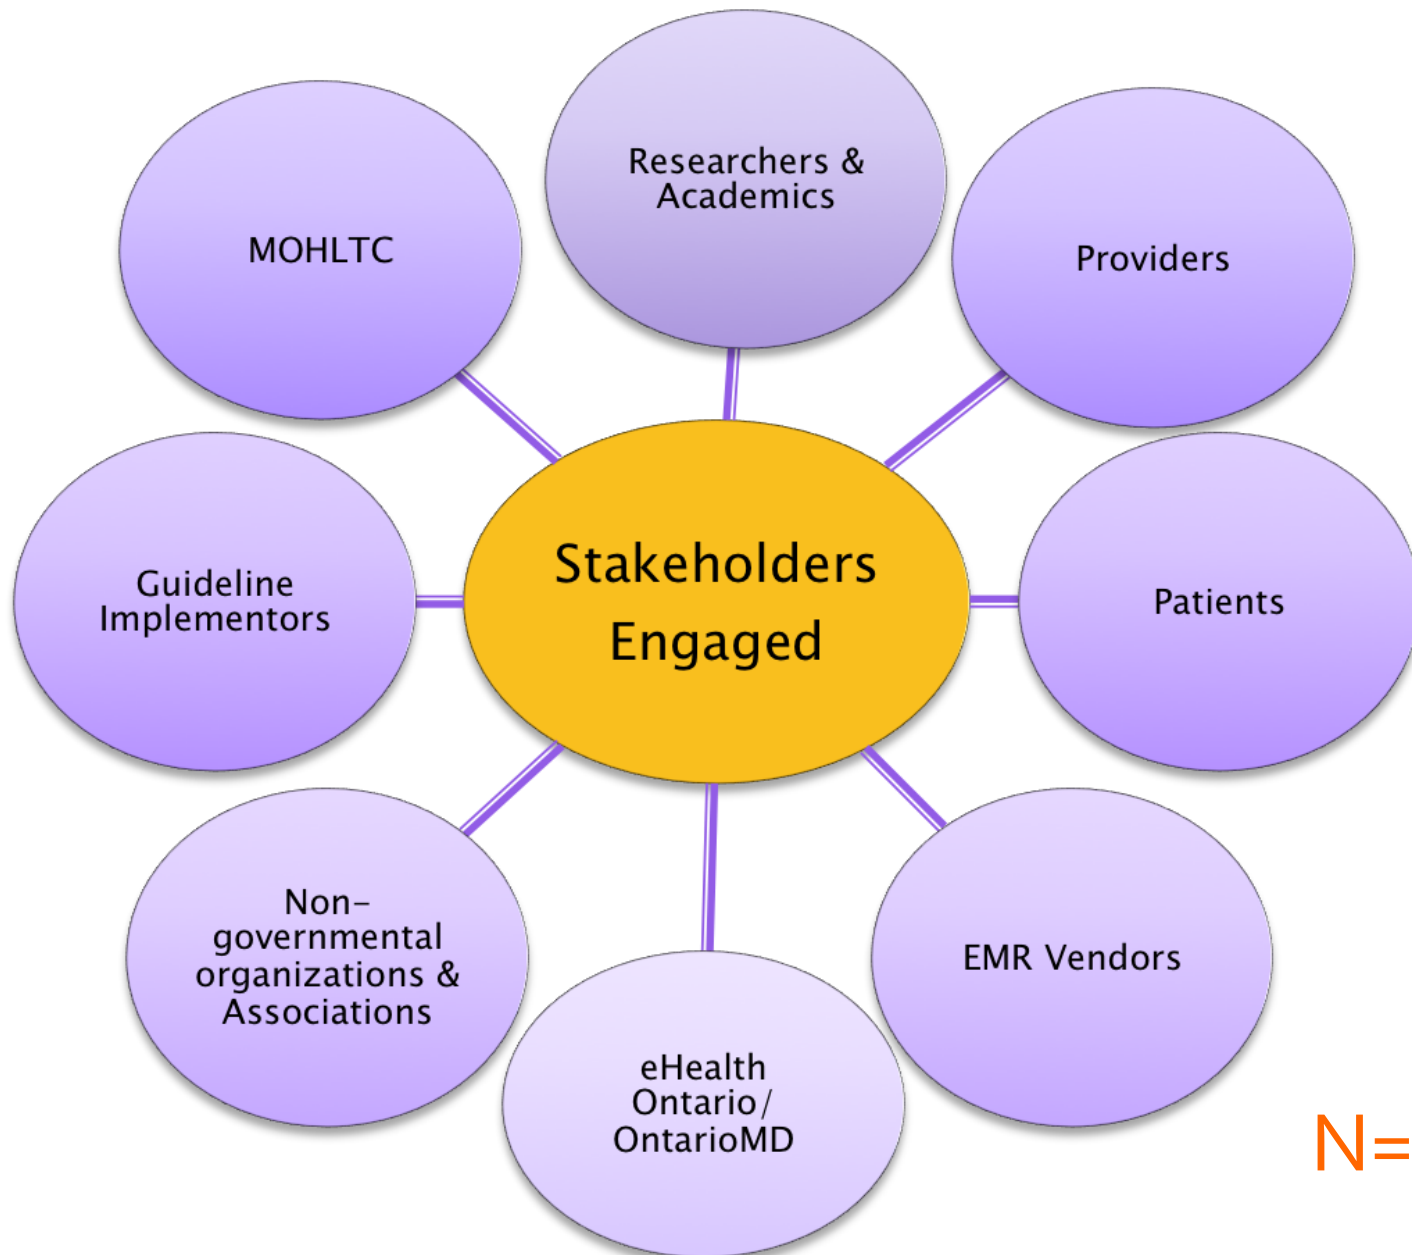 Researchers &
Academics
MOHLTC
Providers
Stakeholders
Engaged
Guideline
Implementors
Patients
Non-
governmental
organizations &
Associations
EMR Vendors
eHealth
Ontario/
OntarioMD
N=